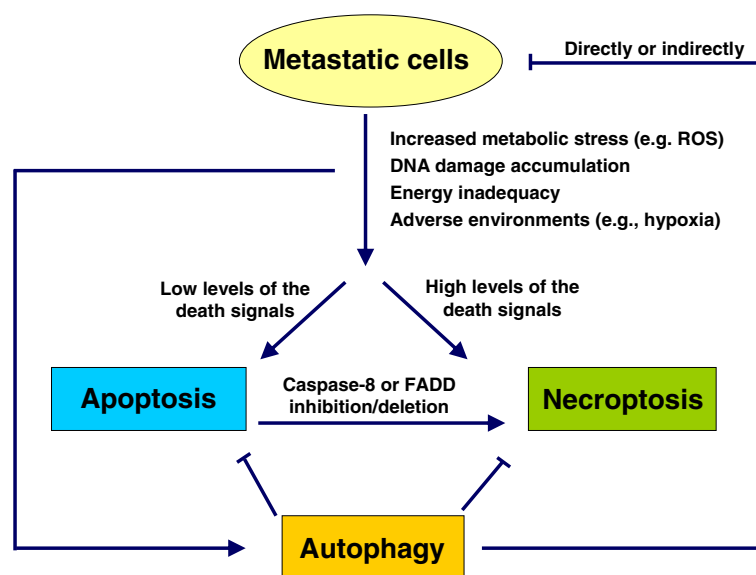 Metastatic cells
Directly or indirectly
Increased metabolic stress (e.g. ROS)
DNA damage accumulation
Energy inadequacy
Adverse environments (e.g., hypoxia)
Low levels of the
death signals
High levels of the
death signals
Apoptosis
Caspase-8 or FADD
inhibition/deletion
Necroptosis
Autophagy